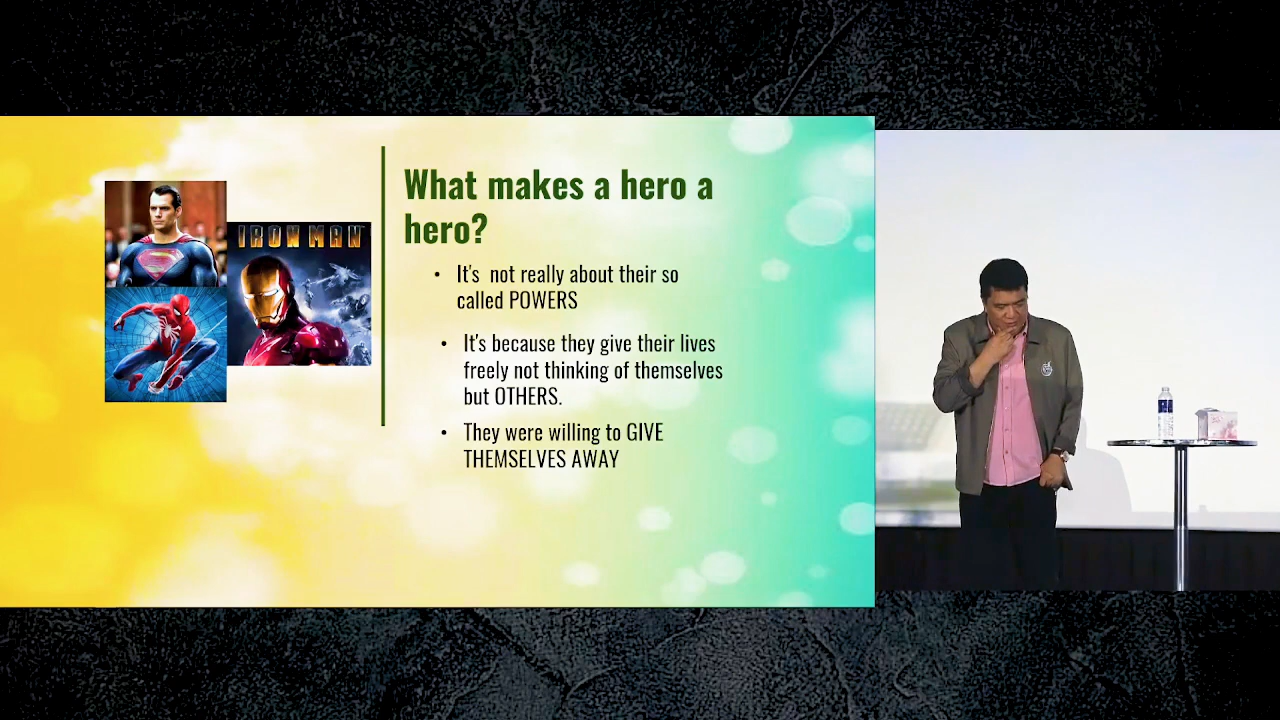 IRON MAN
What makes a hero a
hero?
• It's  not really about their so
called POWERS
• It's because they give their lives
freely not thinking of themselves
but OTHERS.
• They were willing to GIVE
THEMSELVES AWAY